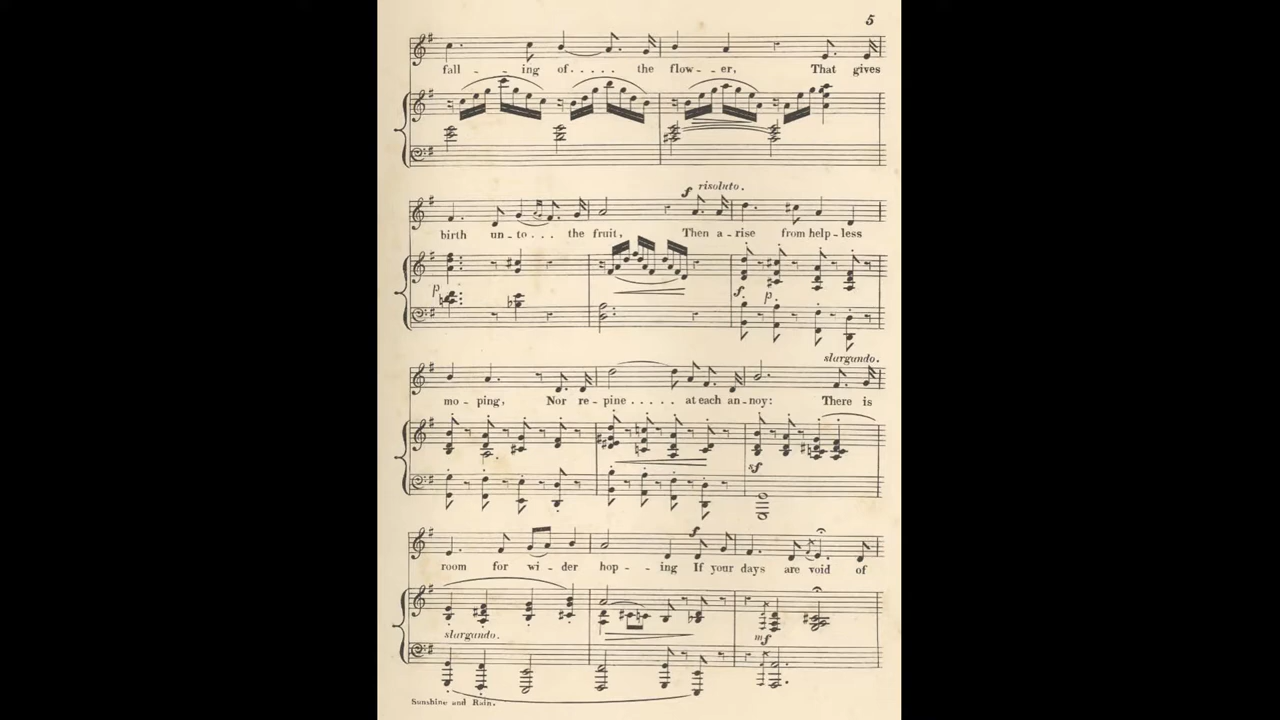 5
fall - - ing of..... the flow - - er, That gives
f risoluto.
birth un - to... the fruit, Then a - rise from help - less
p
f. p.
slargando.
mo - ping, Nor re - pine..... at each an - noy: There is
sf
f
room for wi - der hop - - ing If your days are void of
slargando.
mf
Sunshine and Rain.